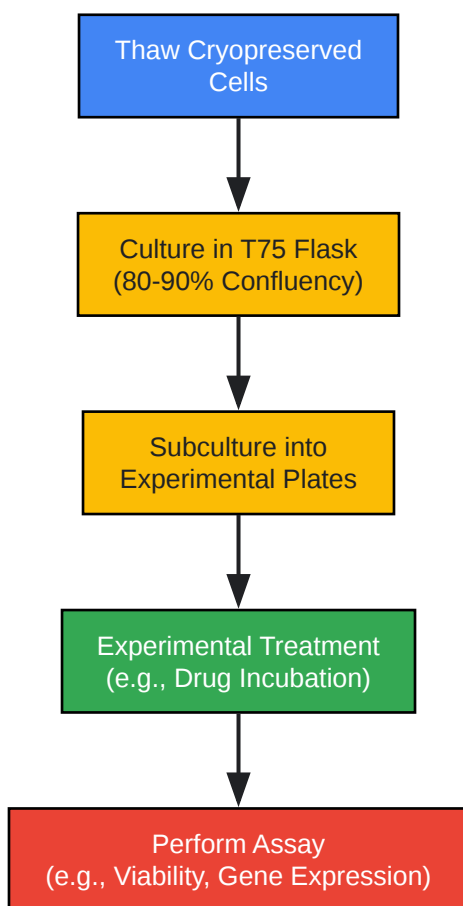 Thaw Cryopreserved
Cells
Culture in T75 Flask
(80-90% Confluency)
Subculture into
Experimental Plates
Experimental Treatment
(e.g., Drug Incubation)
Perform Assay
(e.g., Viability, Gene Expression)